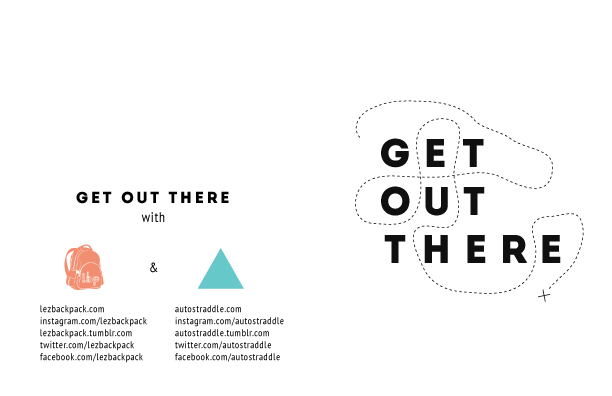 GET OUT THERE
with
&
lezbackpack.com
instagram.com/lezbackpack
lezbackpack.tumblr.com
twitter.com/lezbackpack
facebook.com/lezbackpack
autostraddle.com
instagram.com/autostraddle
autostraddle.tumblr.com
twitter.com/autostraddle
facebook.com/autostraddle
GET
OUT
THERE